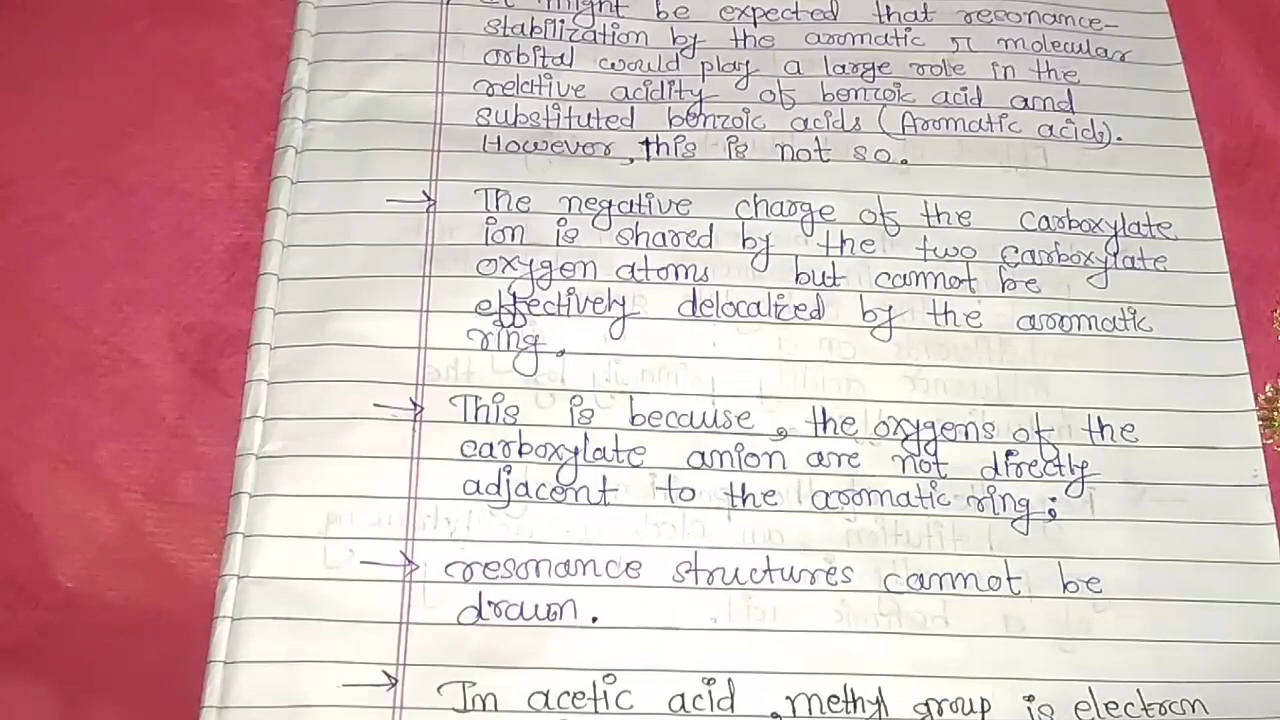 might be expected that resonance-
stabilization by the aromatic π molecular
orbital would play a large role in the
relative acidity of benzoic acid and
substituted benzoic acids (Aromatic acids).
However, this is not so.
→ The negative charge of the carboxylate
ion is shared by the two carboxylate
oxygen atoms but cannot be
effectively delocalized by the aromatic
ring.
→ This is because, the oxygens of the
carboxylate anion are not directly
adjacent to the aromatic ring;
→ resonance structures cannot be
drawn.
→ In acetic acid, methyl group is electron